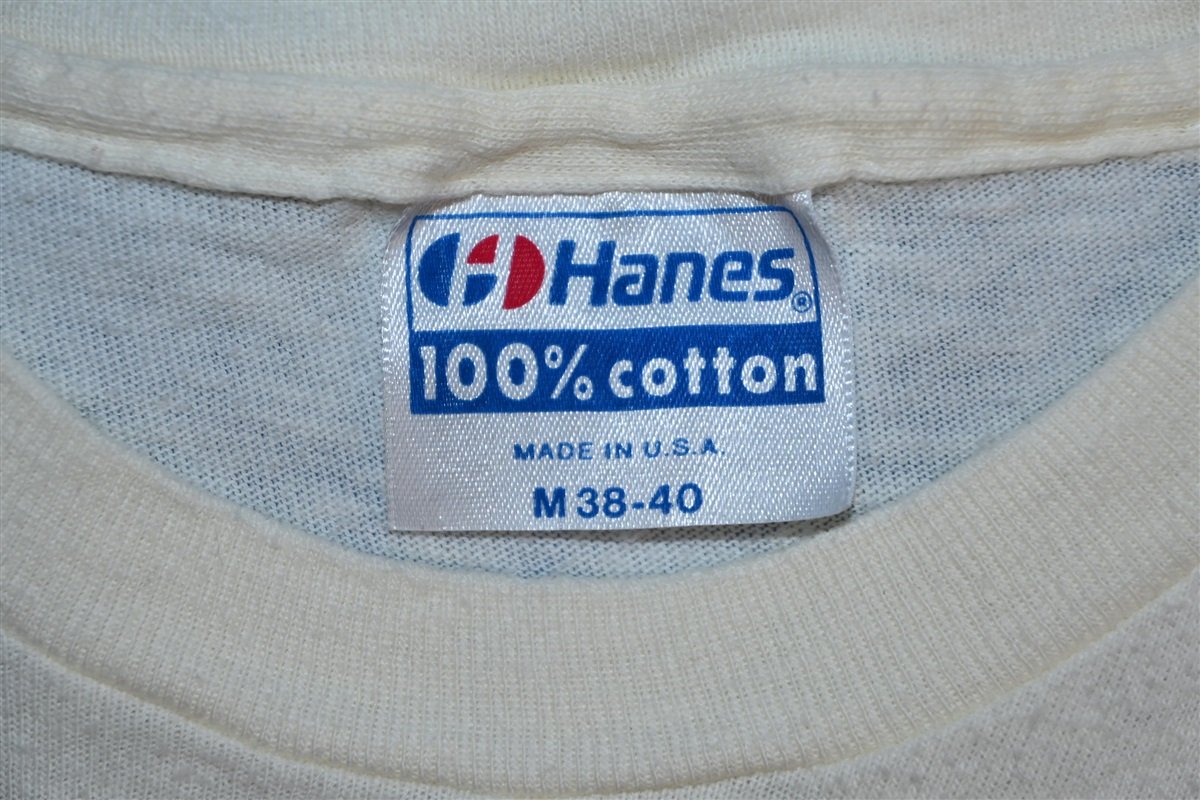 Hanes®
100% cotton
MADE IN U.S.A.
M 38-40